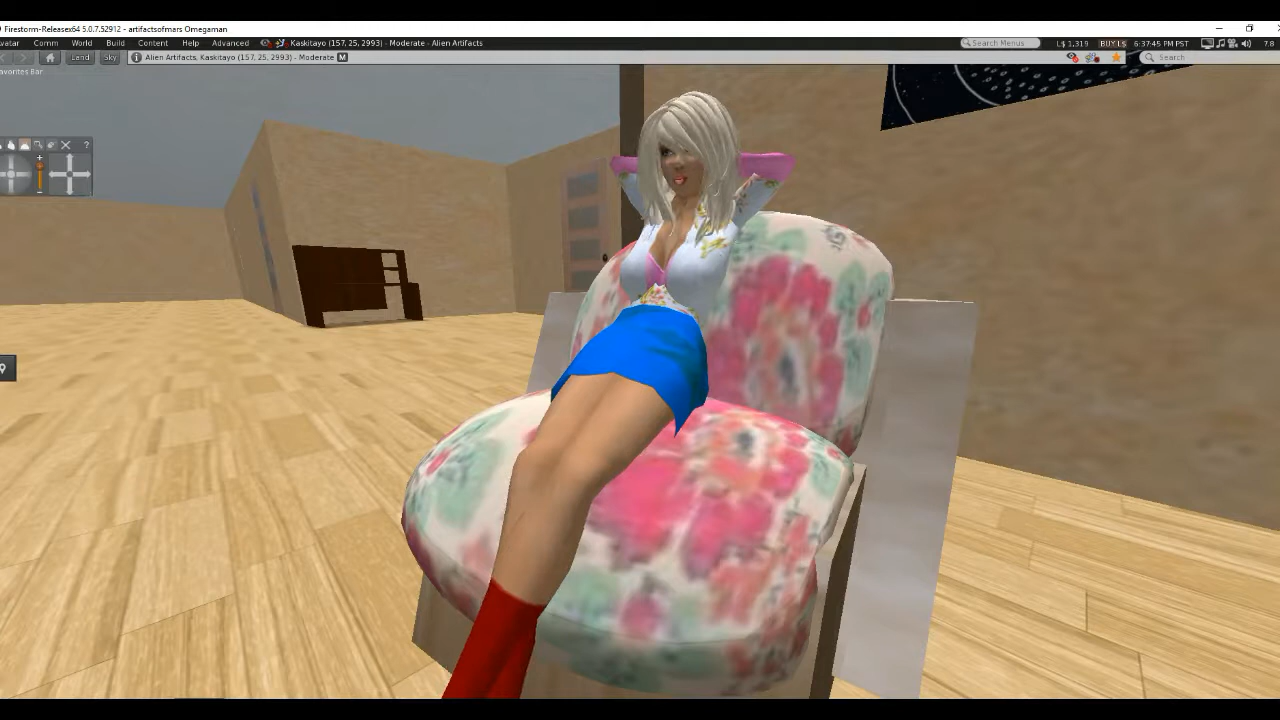 Firestorm-Releasex64 5.0.7.52912 - artifactsofmars Omegaman
vatar Comm World Build Content Help Advanced Kaskitayo (157, 25, 2993) - Moderate - Alien Artifacts Search Menus L$ 1,319 BUY L$ 6:37:45 PM PST 7.8
Land Sky Alien Artifacts, Kaskitayo (157, 25, 2993) - Moderate M Search
avorites Bar
?